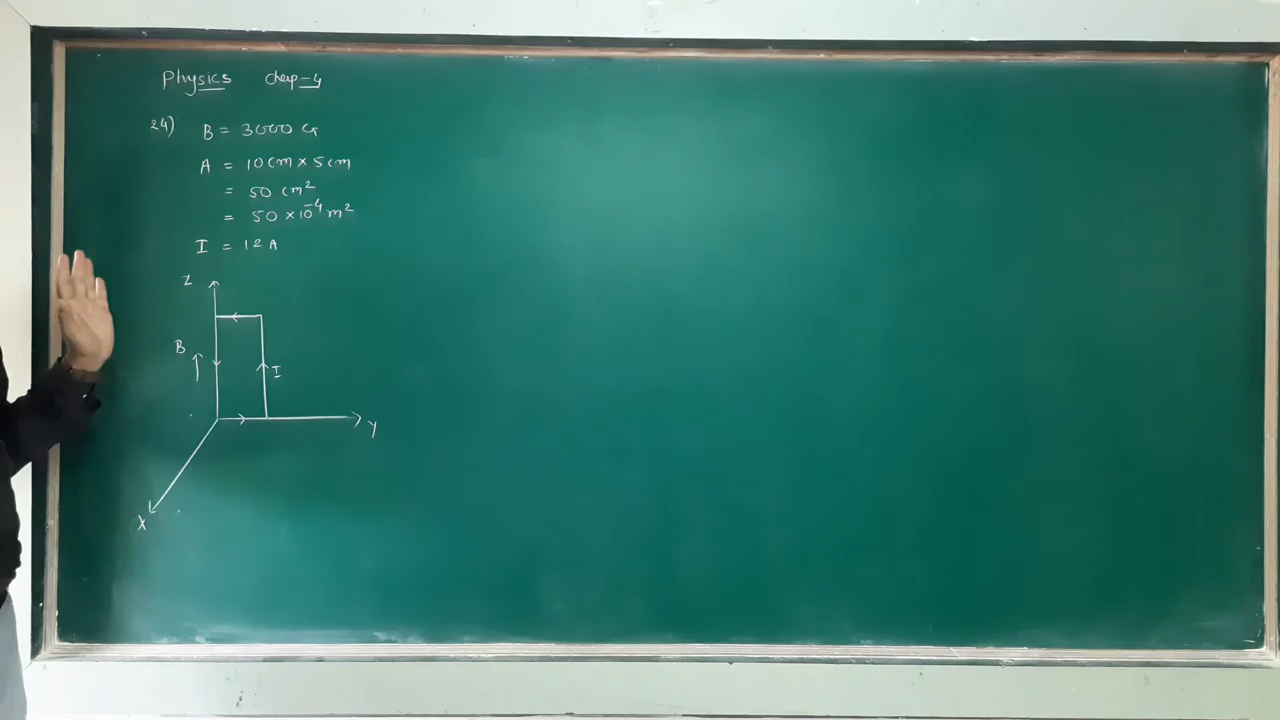 Physics chap-4
24) B = 3000 G
A = 10 cm × 5 cm
= 50 cm²
= 50 × 10⁻⁴ m²
I = 12 A
Z
B
I
Y
X